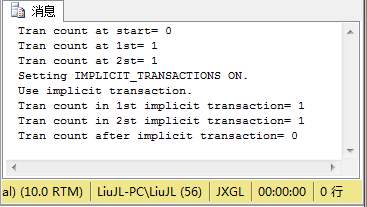 消息
Tran count at start= 0
Tran count at 1st= 1
Tran count at 2st= 1
Setting IMPLICIT_TRANSACTIONS ON.
Use implicit transaction.
Tran count in 1st implicit transaction= 1
Tran count in 2st implicit transaction= 1
Tran count after implicit transaction= 0
al) (10.0 RTM) LiuJL-PC\LiuJL (56) JXGL 00:00:00 0 行